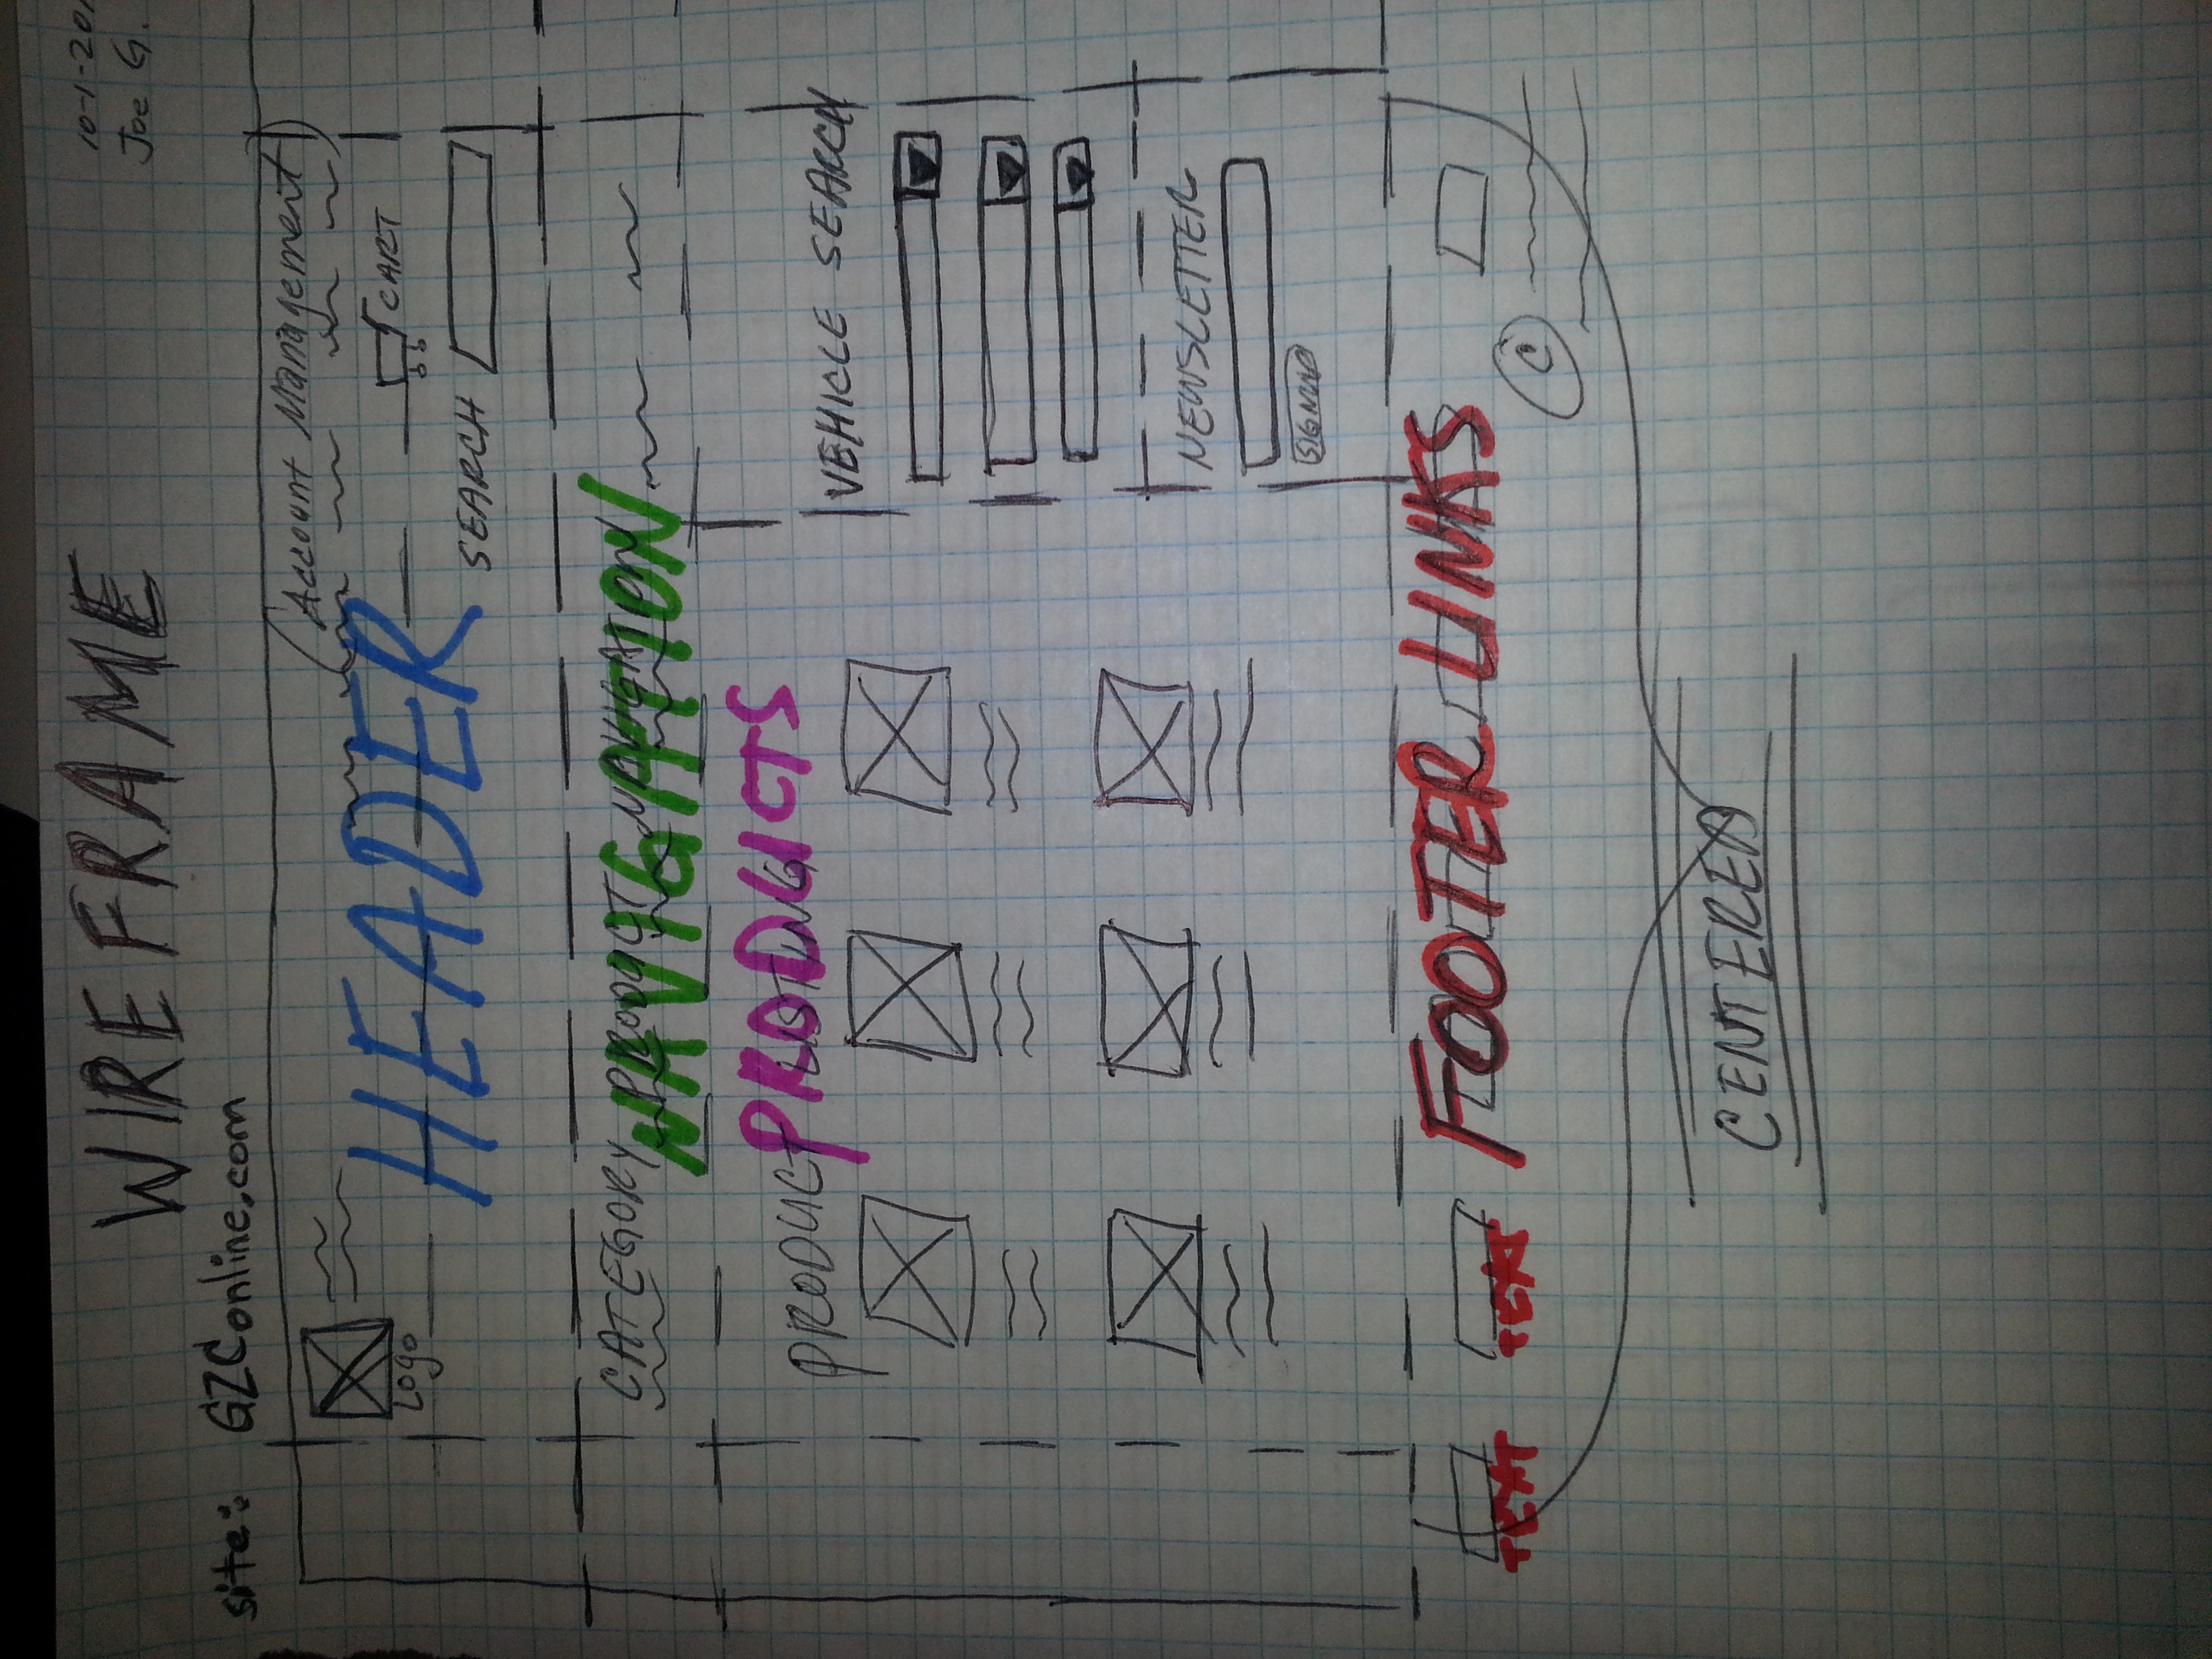 WIREFRAME
10-1-201
Joe G.
site: GZConline.com
(Account Management)
Logo
HEADER
CART
SEARCH
CATEGORY PRODUCT NAVIGATION
NAVIGATION
PRODUCTS
PRODUCT LISTING
VEHICLE SEARCH
NEWSLETTER
SIGNUP
FOOTER LINKS
TEXT TEXT
C
CENTERED